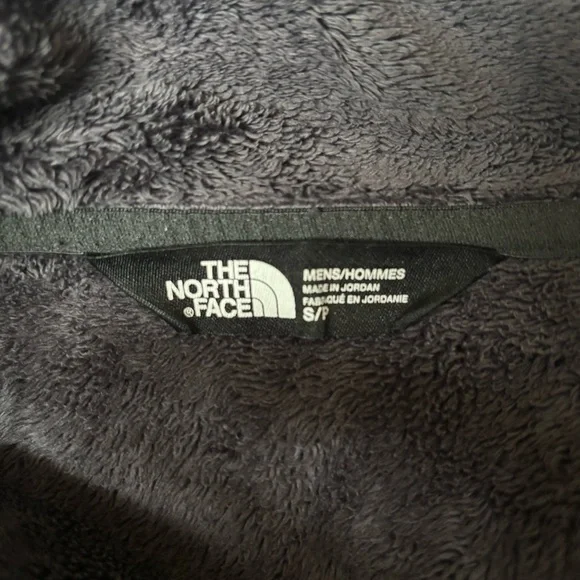 THE
NORTH
®FACE
MENS/HOMMES
MADE IN JORDAN
FABRIQUÉ EN JORDANIE
S/P